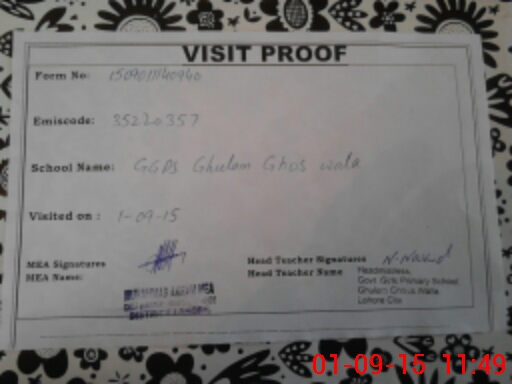 VISIT PROOF
Form No:
Emiscode: 35220357
School Name: GGPS Ghulam Ghos wala
Visited on : 1-09-15
MEA Signatures
MEA Name:
Head Teacher Signatures
Head Teacher Name
Headmistress,
Govt Girls Primary School
Ghulam Ghous Wala
Lahore City
01-09-15 11:49